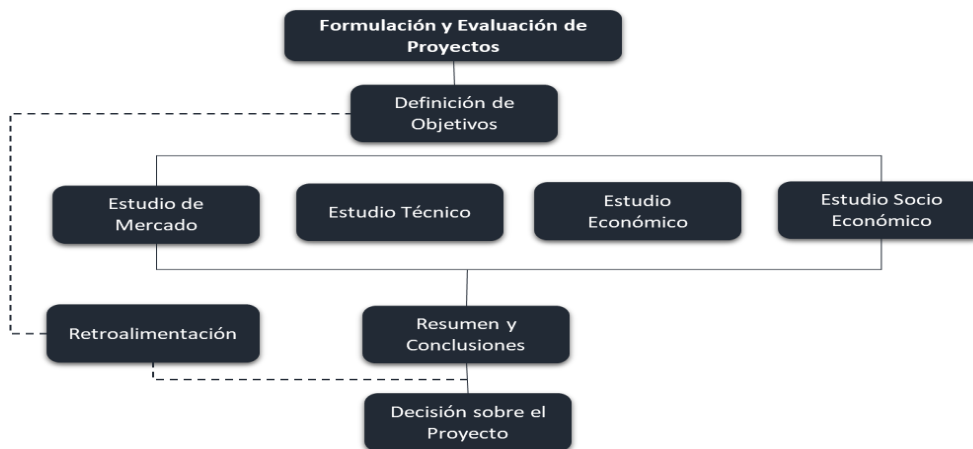 Formulación y Evaluación de
Proyectos
Definición de
Objetivos
Estudio de
Mercado
Estudio Técnico
Estudio
Económico
Estudio Socio
Económico
Retroalimentación
Resumen y
Conclusiones
Decisión sobre el
Proyecto